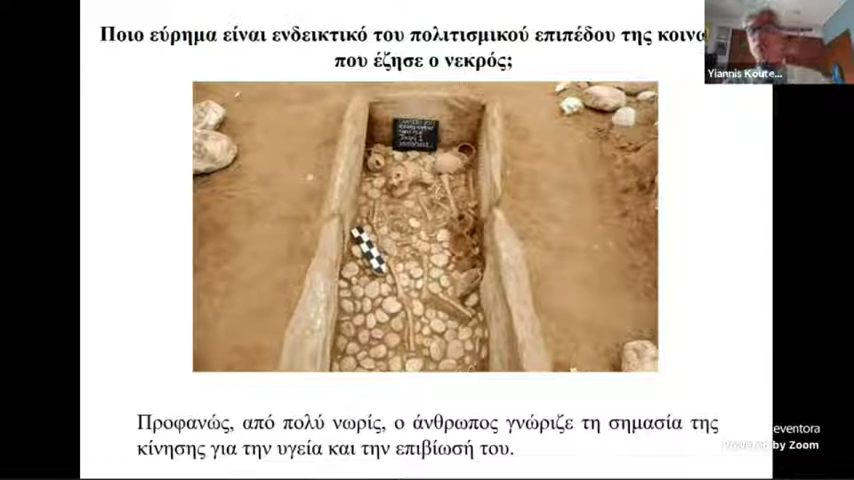 Ποιο εύρημα είναι ενδεικτικό του πολιτισμικού επιπέδου της κοινο
που έζησε ο νεκρός;
Yiannis Koute...
Προφανώς, από πολύ νωρίς, ο άνθρωπος γνώριζε τη σημασία της
κίνησης για την υγεία και την επιβίωσή του.
eventora
Powered by Zoom